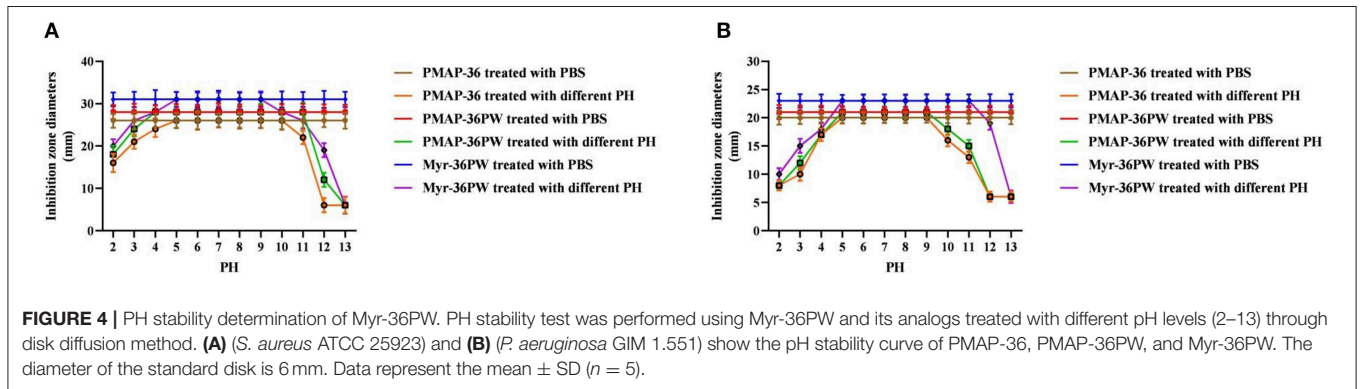 A
Inhibition zone diameters
(mm)
40
30
20
10
0
2 3 4 5 6 7 8 9 10 11 12 13
PH
PMAP-36 treated with PBS
PMAP-36 treated with different PH
PMAP-36PW treated with PBS
PMAP-36PW treated with different PH
Myr-36PW treated with PBS
Myr-36PW treated with different PH
B
Inhibition zone diameters
(mm)
30
25
20
15
10
5
0
2 3 4 5 6 7 8 9 10 11 12 13
PH
PMAP-36 treated with PBS
PMAP-36 treated with different PH
PMAP-36PW treated with PBS
PMAP-36PW treated with different PH
Myr-36PW treated with PBS
Myr-36PW treated with different PH
FIGURE 4 | PH stability determination of Myr-36PW. PH stability test was performed using Myr-36PW and its analogs treated with different pH levels (2–13) through
disk diffusion method. (A) (S. aureus ATCC 25923) and (B) (P. aeruginosa GIM 1.551) show the pH stability curve of PMAP-36, PMAP-36PW, and Myr-36PW. The
diameter of the standard disk is 6 mm. Data represent the mean ± SD (n = 5).